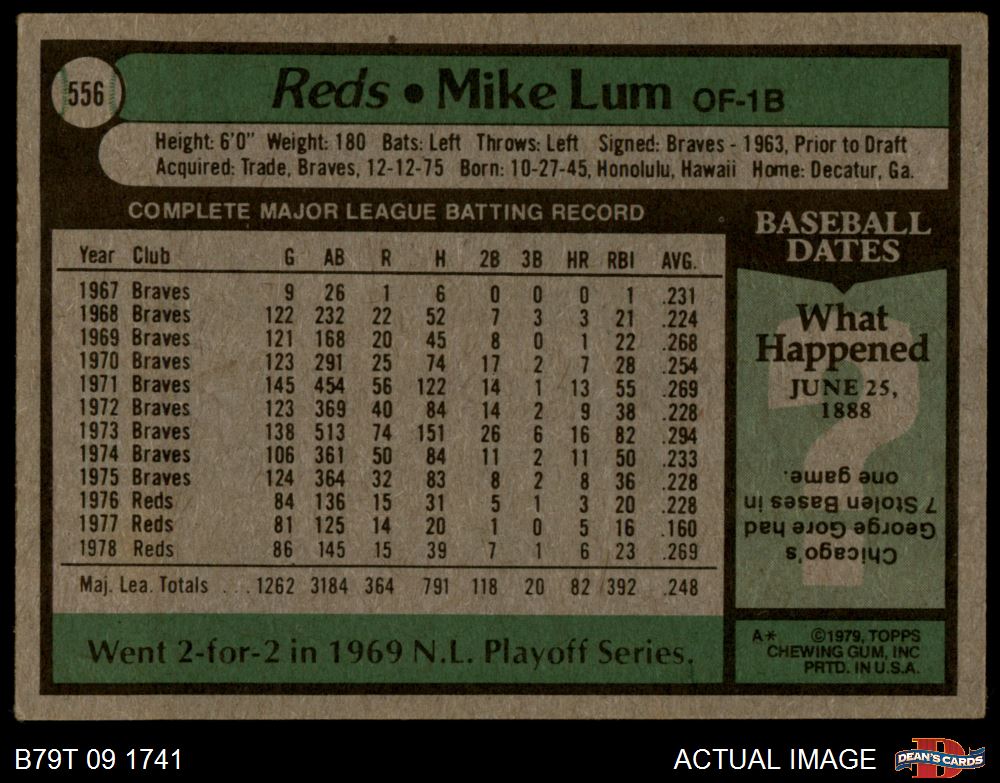 556
Reds • Mike Lum OF-1B
Height: 6'0" Weight: 180 Bats: Left Throws: Left Signed: Braves - 1963, Prior to Draft
Acquired: Trade, Braves, 12-12-75 Born: 10-27-45, Honolulu, Hawaii Home: Decatur, Ga.
COMPLETE MAJOR LEAGUE BATTING RECORD
Year Club G AB R H 2B 3B HR RBI AVG.
1967 Braves 9 26 1 6 0 0 0 1 .231
1968 Braves 122 232 22 52 7 3 3 21 .224
1969 Braves 121 168 20 45 8 0 1 22 .268
1970 Braves 123 291 25 74 17 2 7 28 .254
1971 Braves 145 454 56 122 14 1 13 55 .269
1972 Braves 123 369 40 84 14 2 9 38 .228
1973 Braves 138 513 74 151 26 6 16 82 .294
1974 Braves 106 361 50 84 11 2 11 50 .233
1975 Braves 124 364 32 83 8 2 8 36 .228
1976 Reds 84 136 15 31 5 1 3 20 .228
1977 Reds 81 125 14 20 1 0 5 16 .160
1978 Reds 86 145 15 39 7 1 6 23 .269
Maj. Lea. Totals . . . 1262 3184 364 791 118 20 82 392 .248
Went 2-for-2 in 1969 N.L. Playoff Series.
BASEBALL
DATES
What
Happened
JUNE 25,
1888
?
Chicago's
George Gore had
7 Stolen Bases in
one game.
A* ©1979, TOPPS
CHEWING GUM, INC
PRTD. IN U.S.A.
B79T 09 1741
ACTUAL IMAGE
D
DEAN'S CARDS